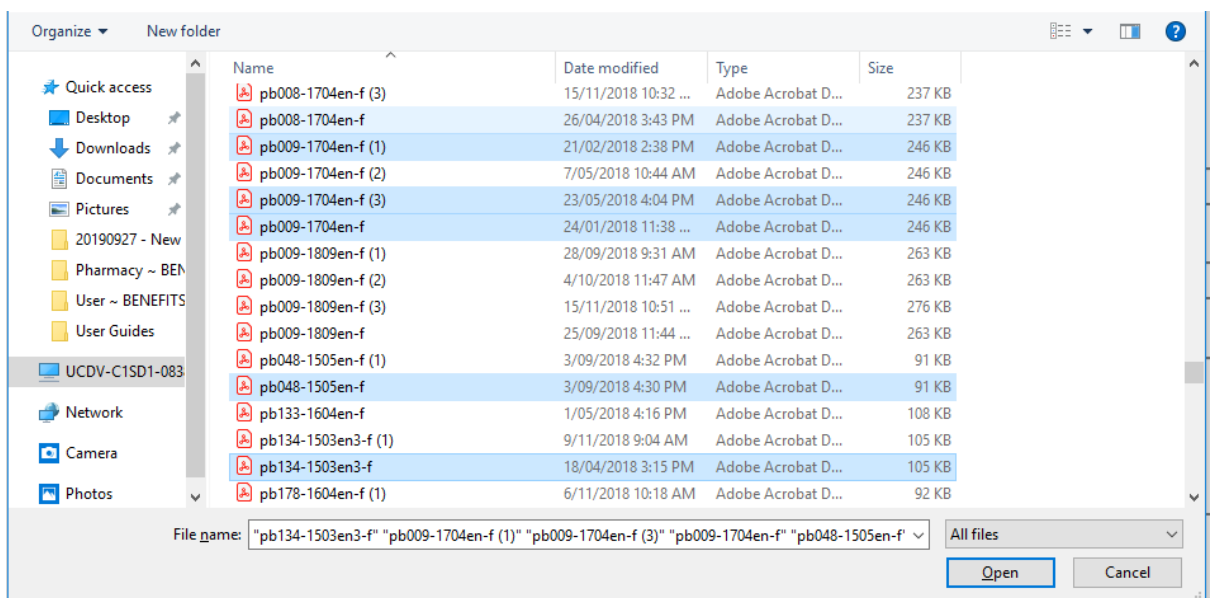 Organize New folder
Name Date modified Type Size
Quick access
Desktop
Downloads
Documents
Pictures
20190927 - New
Pharmacy ~ BEN
User ~ BENEFITS
User Guides
UCDV-C1SD1-083
Network
Camera
Photos
pb008-1704en-f (3) 15/11/2018 10:32 ... Adobe Acrobat D... 237 KB
pb008-1704en-f 26/04/2018 3:43 PM Adobe Acrobat D... 237 KB
pb009-1704en-f (1) 21/02/2018 2:38 PM Adobe Acrobat D... 246 KB
pb009-1704en-f (2) 7/05/2018 10:44 AM Adobe Acrobat D... 246 KB
pb009-1704en-f (3) 23/05/2018 4:04 PM Adobe Acrobat D... 246 KB
pb009-1704en-f 24/01/2018 11:38 ... Adobe Acrobat D... 246 KB
pb009-1809en-f (1) 28/09/2018 9:31 AM Adobe Acrobat D... 263 KB
pb009-1809en-f (2) 4/10/2018 11:47 AM Adobe Acrobat D... 263 KB
pb009-1809en-f (3) 15/11/2018 10:51 ... Adobe Acrobat D... 276 KB
pb009-1809en-f 25/09/2018 11:44 ... Adobe Acrobat D... 263 KB
pb048-1505en-f (1) 3/09/2018 4:32 PM Adobe Acrobat D... 91 KB
pb048-1505en-f 3/09/2018 4:30 PM Adobe Acrobat D... 91 KB
pb133-1604en-f 1/05/2018 4:16 PM Adobe Acrobat D... 108 KB
pb134-1503en3-f (1) 9/11/2018 9:04 AM Adobe Acrobat D... 105 KB
pb134-1503en3-f 18/04/2018 3:15 PM Adobe Acrobat D... 105 KB
pb178-1604en-f (1) 6/11/2018 10:18 AM Adobe Acrobat D... 92 KB
File name: "pb134-1503en3-f" "pb009-1704en-f (1)" "pb009-1704en-f (3)" "pb009-1704en-f" "pb048-1505en-f" All files
Open Cancel